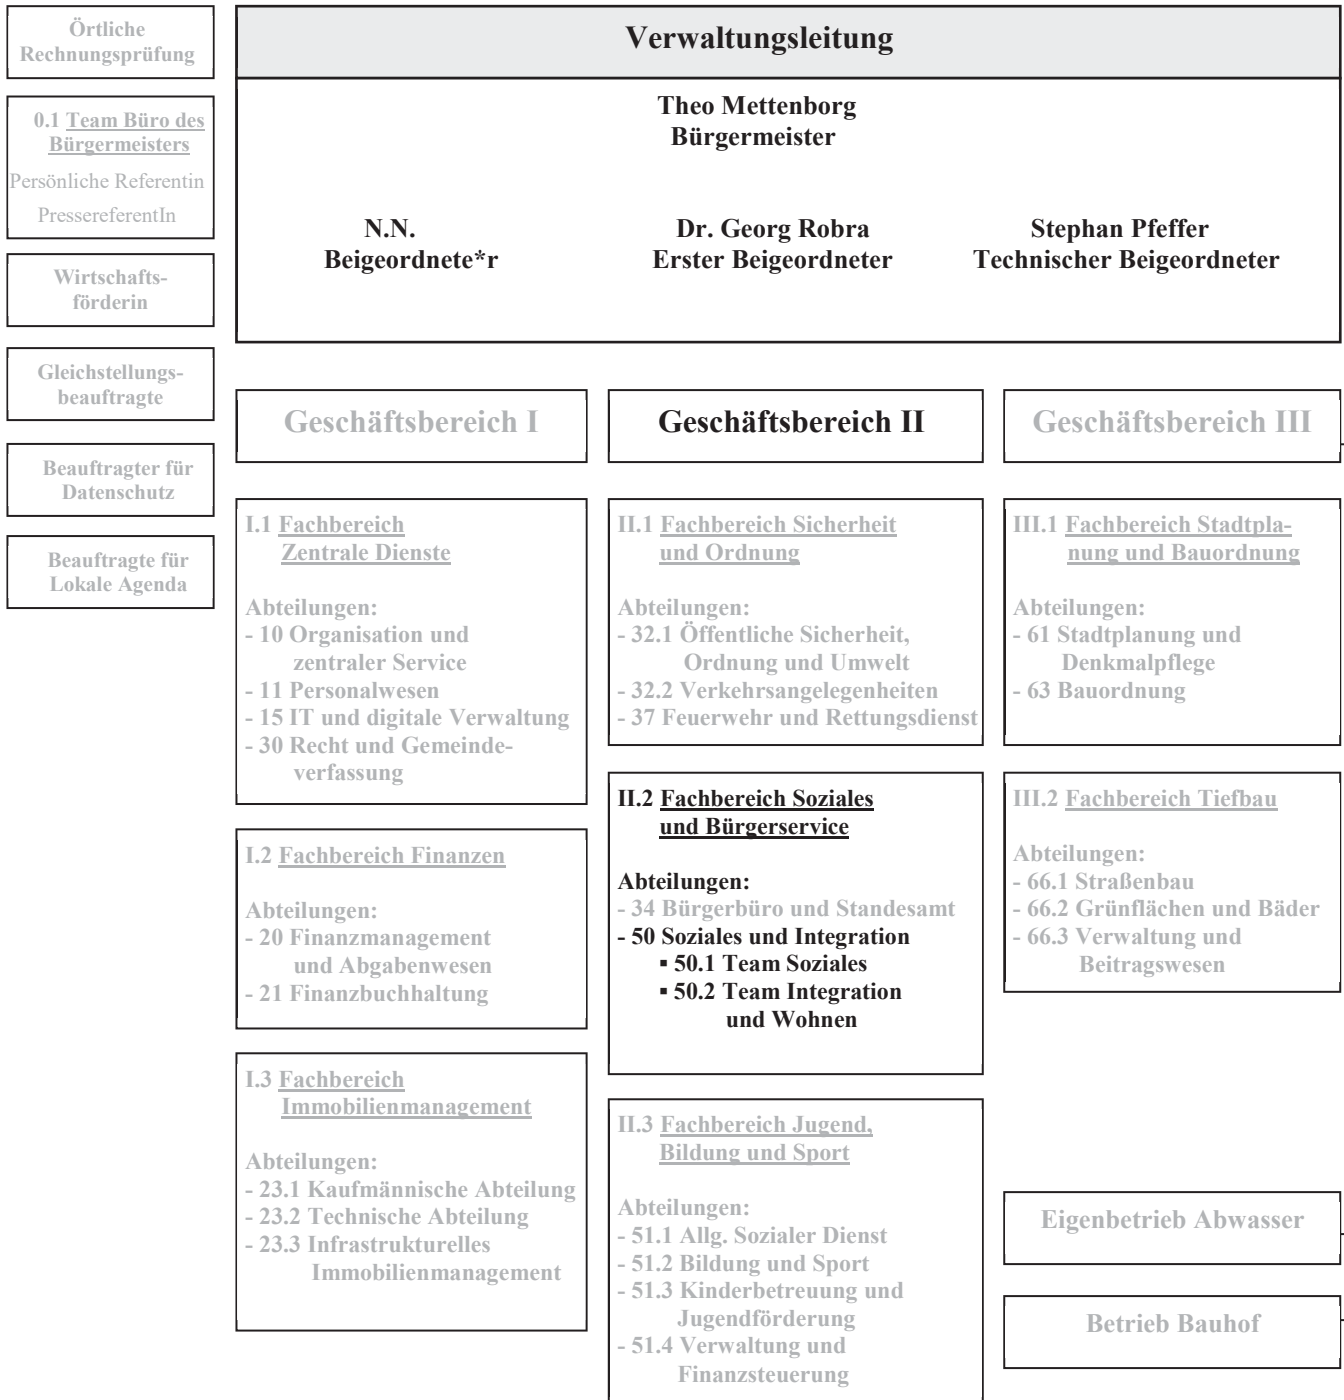 Örtliche
Rechnungsprüfung
0.1 Team Büro des
Bürgermeisters
Persönliche Referentin
PressereferentIn
Wirtschafts-
förderin
Gleichstellungs-
beauftragte
Beauftragter für
Datenschutz
Beauftragte für
Lokale Agenda
Verwaltungsleitung
Theo Mettenborg
Bürgermeister
N.N.
Beigeordnete*r
Dr. Georg Robra
Erster Beigeordneter
Stephan Pfeffer
Technischer Beigeordneter
Geschäftsbereich I
I.1 Fachbereich
Zentrale Dienste
Abteilungen:
- 10 Organisation und
zentraler Service
- 11 Personalwesen
- 15 IT und digitale Verwaltung
- 30 Recht und Gemeinde-
verfassung
I.2 Fachbereich Finanzen
Abteilungen:
- 20 Finanzmanagement
und Abgabenwesen
- 21 Finanzbuchhaltung
I.3 Fachbereich
Immobilienmanagement
Abteilungen:
- 23.1 Kaufmännische Abteilung
- 23.2 Technische Abteilung
- 23.3 Infrastrukturelles
Immobilienmanagement
Geschäftsbereich II
II.1 Fachbereich Sicherheit
und Ordnung
Abteilungen:
- 32.1 Öffentliche Sicherheit,
Ordnung und Umwelt
- 32.2 Verkehrsangelegenheiten
- 37 Feuerwehr und Rettungsdienst
II.2 Fachbereich Soziales
und Bürgerservice
Abteilungen:
- 34 Bürgerbüro und Standesamt
- 50 Soziales und Integration
▪ 50.1 Team Soziales
▪ 50.2 Team Integration
und Wohnen
II.3 Fachbereich Jugend,
Bildung und Sport
Abteilungen:
- 51.1 Allg. Sozialer Dienst
- 51.2 Bildung und Sport
- 51.3 Kinderbetreuung und
Jugendförderung
- 51.4 Verwaltung und
Finanzsteuerung
Geschäftsbereich III
III.1 Fachbereich Stadtpla-
nung und Bauordnung
Abteilungen:
- 61 Stadtplanung und
Denkmalpflege
- 63 Bauordnung
III.2 Fachbereich Tiefbau
Abteilungen:
- 66.1 Straßenbau
- 66.2 Grünflächen und Bäder
- 66.3 Verwaltung und
Beitragswesen
Eigenbetrieb Abwasser
Betrieb Bauhof